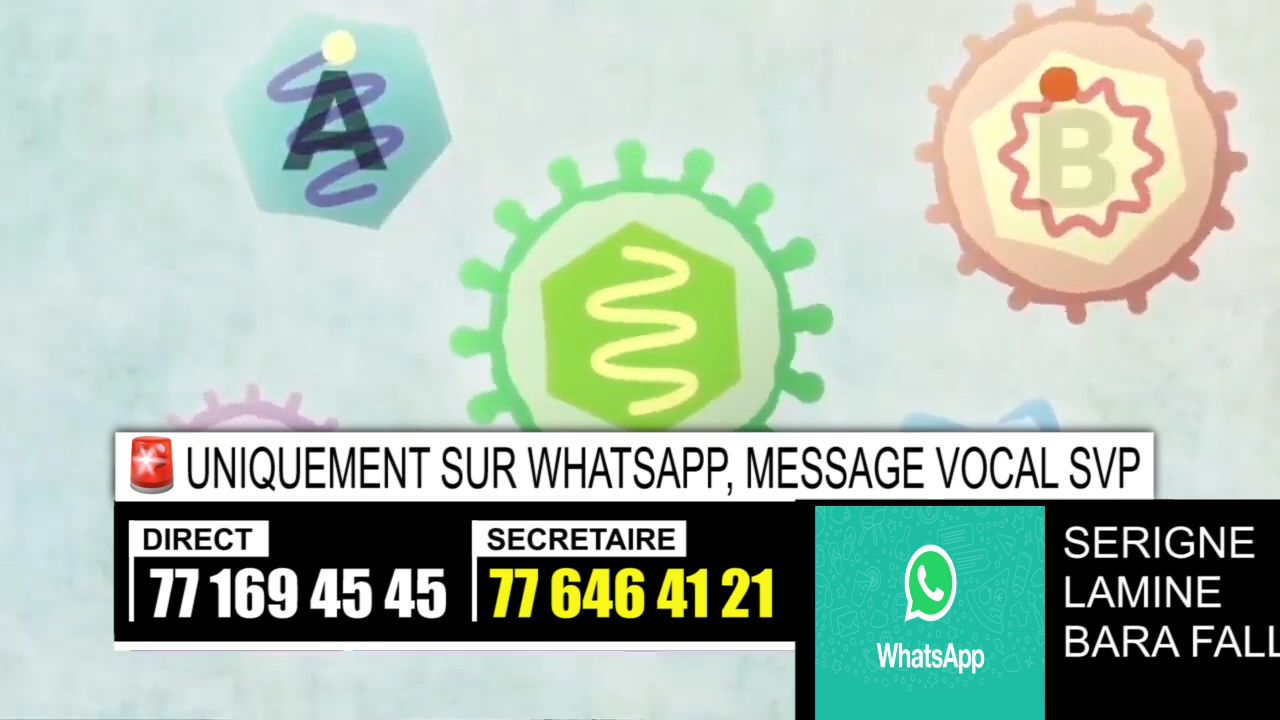 A
B
UNIQUEMENT SUR WHATSAPP, MESSAGE VOCAL SVP
DIRECT
77 169 45 45
SECRETAIRE
77 646 41 21
WhatsApp
SERIGNE
LAMINE
BARA FALL